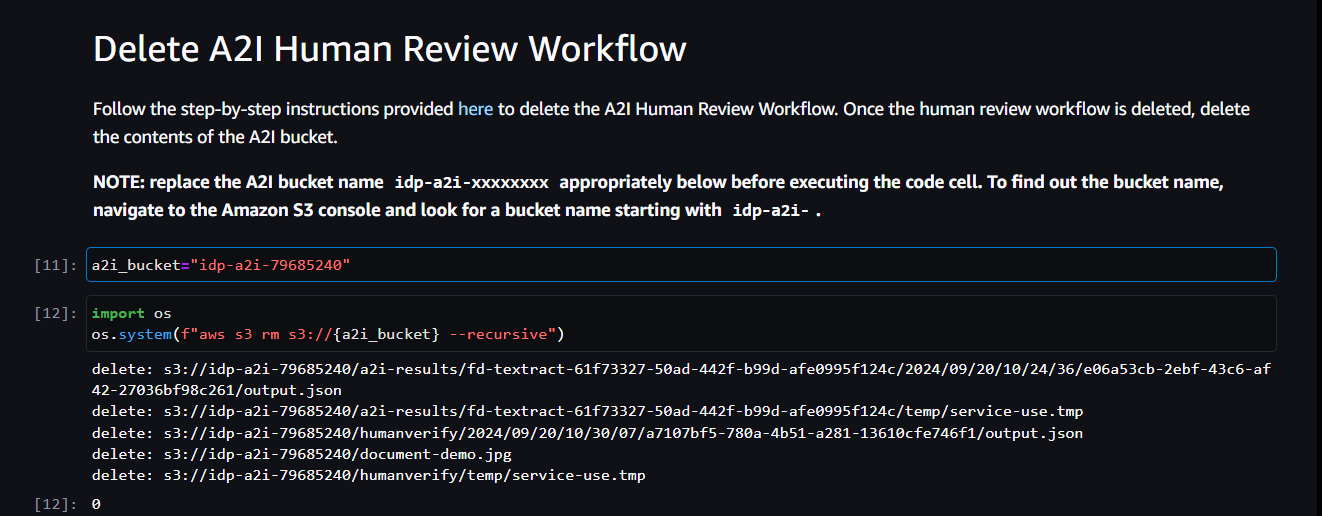 Delete A2I Human Review Workflow
Follow the step-by-step instructions provided here to delete the A2I Human Review Workflow. Once the human review workflow is deleted, delete
the contents of the A2I bucket.
NOTE: replace the A2I bucket name idp-a2i-xxxxxxxx appropriately below before executing the code cell. To find out the bucket name,
navigate to the Amazon S3 console and look for a bucket name starting with idp-a2i- .
[11]: a2i_bucket="idp-a2i-79685240"
[12]: import os
os.system(f"aws s3 rm s3://{a2i_bucket} --recursive")
delete: s3://idp-a2i-79685240/a2i-results/fd-textract-61f73327-50ad-442f-b99d-afe0995f124c/2024/09/20/10/24/36/e06a53cb-2ebf-43c6-af
42-27036bf98c261/output.json
delete: s3://idp-a2i-79685240/a2i-results/fd-textract-61f73327-50ad-442f-b99d-afe0995f124c/temp/service-use.tmp
delete: s3://idp-a2i-79685240/humanverify/2024/09/20/10/30/07/a7107bf5-780a-4b51-a281-13610cfe746f1/output.json
delete: s3://idp-a2i-79685240/document-demo.jpg
delete: s3://idp-a2i-79685240/humanverify/temp/service-use.tmp
[12]: 0